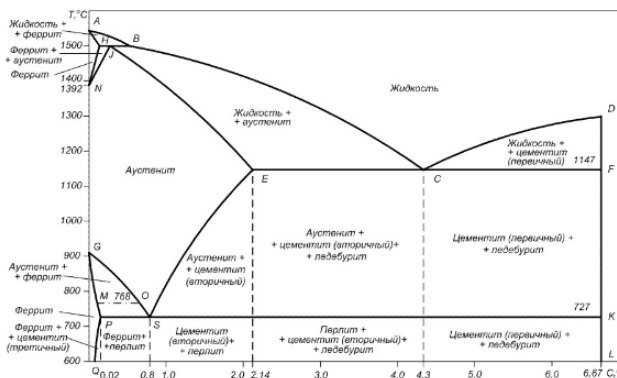 T,°C
A
Жидкость +
+ феррит
1500
H
B
J
Феррит +
+ аустенит
Феррит
1400
1392
N
Жидкость
1300
D
Жидкость +
+ аустенит
Жидкость +
+ цементит
(первичный)
1200
1147
Аустенит
E
C
F
1100
1000
Аустенит +
+ цементит (вторичный)+
+ ледебурит
Цементит (первичный) +
+ ледебурит
900
G
Аустенит +
+ цементит
(вторичный)
Аустенит +
+ феррит
800
M
768
O
727
Феррит
700
P
S
K
Феррит +
+ цементит
(третичный)
Феррит+
+перлит
Цементит
(вторичный)+
+ перлит
Перлит +
+ цементит (вторичный)+
+ ледебурит
Цементит (первичный) +
+ ледебурит
600
Q
L
0.02
0.8
1.2
2.0
2.14
3.0
4.0
4.3
5.0
6.0
6,67
C,